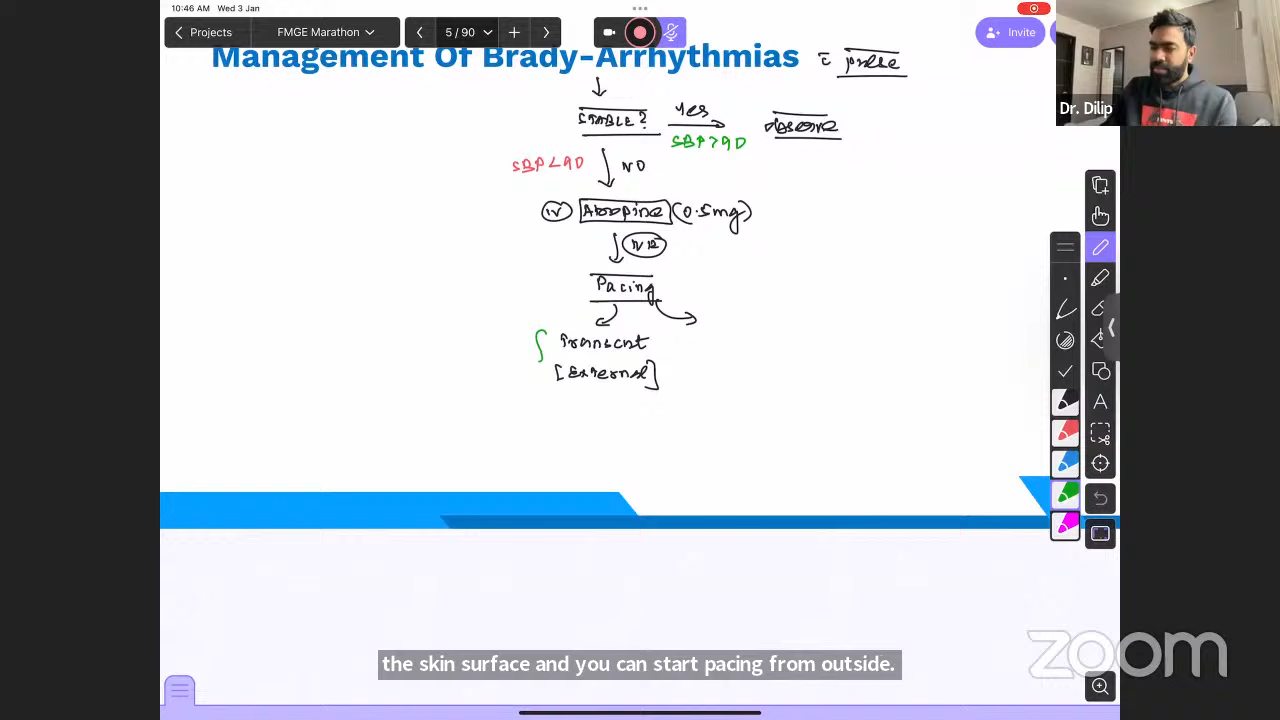 10:46 AM Wed 3 Jan
Projects FMGE Marathon 5 / 90 Invite
Management Of Brady-Arrhythmias c̄ pulse
STABLE? Yes observe
SBP>90
SBP<90 NO
IV Atropine (0.5mg)
NR
Pacing
Transcut
[External]
Dr. Dilip
A
the skin surface and you can start pacing from outside.
zoom